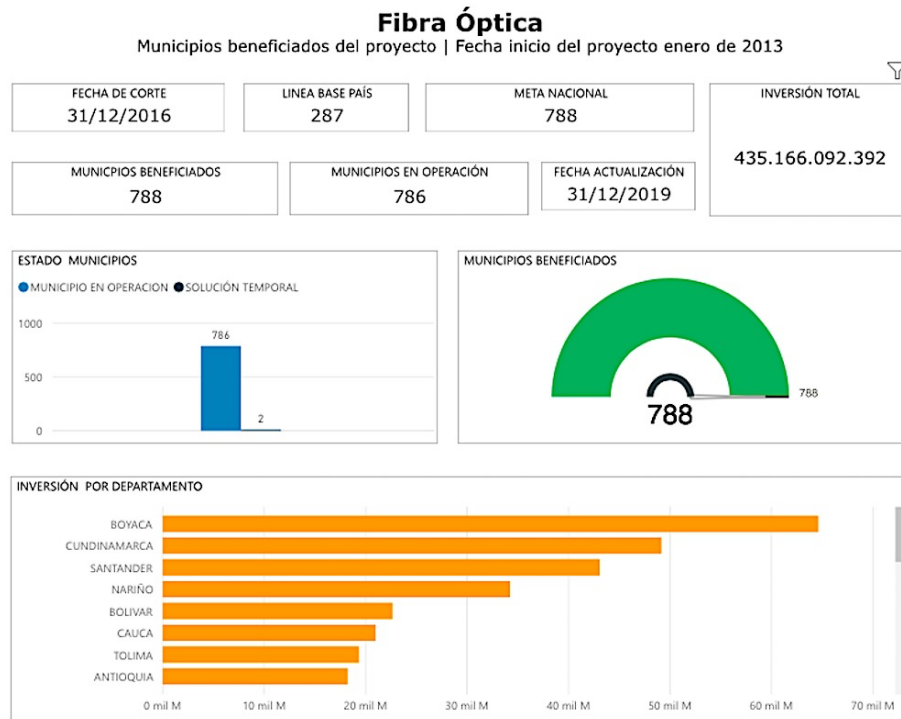 Fibra Óptica
Municipios beneficiados del proyecto | Fecha inicio del proyecto enero de 2013
FECHA DE CORTE
31/12/2016
LINEA BASE PAÍS
287
META NACIONAL
788
INVERSIÓN TOTAL
435.166.092.392
MUNICPIOS BENEFICIADOS
788
MUNICIPIOS EN OPERACIÓN
786
FECHA ACTUALIZACIÓN
31/12/2019
ESTADO MUNICIPIOS
MUNICIPIO EN OPERACION SOLUCIÓN TEMPORAL
1000
500
0
786
2
MUNICIPIOS BENEFICIADOS
788
788
INVERSIÓN POR DEPARTAMENTO
BOYACA
CUNDINAMARCA
SANTANDER
NARIÑO
BOLIVAR
CAUCA
TOLIMA
ANTIOQUIA
0 mil M 10 mil M 20 mil M 30 mil M 40 mil M 50 mil M 60 mil M 70 mil M